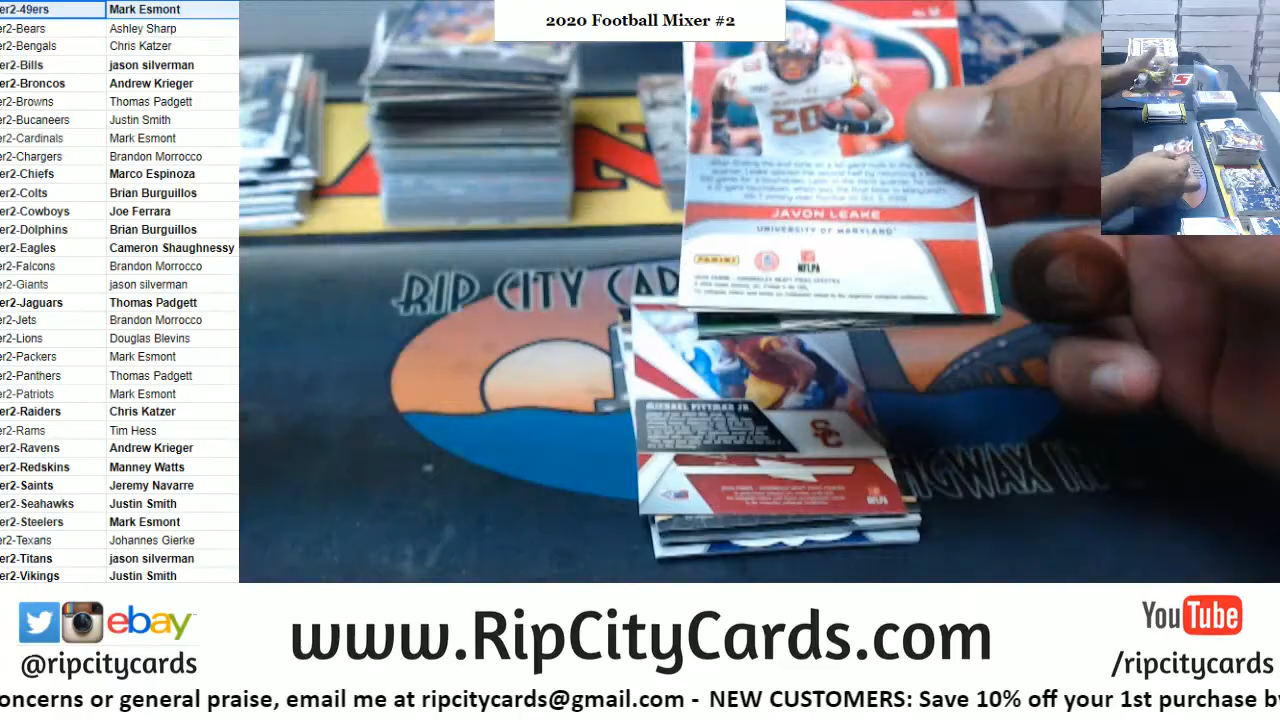 2020 Football Mixer #2
er2-49ers Mark Esmont
er2-Bears Ashley Sharp
er2-Bengals Chris Katzer
er2-Bills jason silverman
er2-Broncos Andrew Krieger
er2-Browns Thomas Padgett
er2-Bucaneers Justin Smith
er2-Cardinals Mark Esmont
er2-Chargers Brandon Morrocco
er2-Chiefs Marco Espinoza
er2-Colts Brian Burguillos
er2-Cowboys Joe Ferrara
er2-Dolphins Brian Burguillos
er2-Eagles Cameron Shaughnessy
er2-Falcons Brandon Morrocco
er2-Giants jason silverman
er2-Jaguars Thomas Padgett
er2-Jets Brandon Morrocco
er2-Lions Douglas Blevins
er2-Packers Mark Esmont
er2-Panthers Thomas Padgett
er2-Patriots Mark Esmont
er2-Raiders Chris Katzer
er2-Rams Tim Hess
er2-Ravens Andrew Krieger
er2-Redskins Manney Watts
er2-Saints Jeremy Navarre
er2-Seahawks Justin Smith
er2-Steelers Mark Esmont
er2-Texans Johannes Gierke
er2-Titans jason silverman
er2-Vikings Justin Smith
20
JAVON LEAKE
UNIVERSITY OF MARYLAND
PANINI
NFLPA
RIP CITY CAR
MICHAEL PITTMAN JR.
SC
NFLPA
NGWAX
ebay
@ripcitycards
www.RipCityCards.com
YouTube
/ripcitycards
oncerns or general praise, email me at ripcitycards@gmail.com - NEW CUSTOMERS: Save 10% off your 1st purchase b